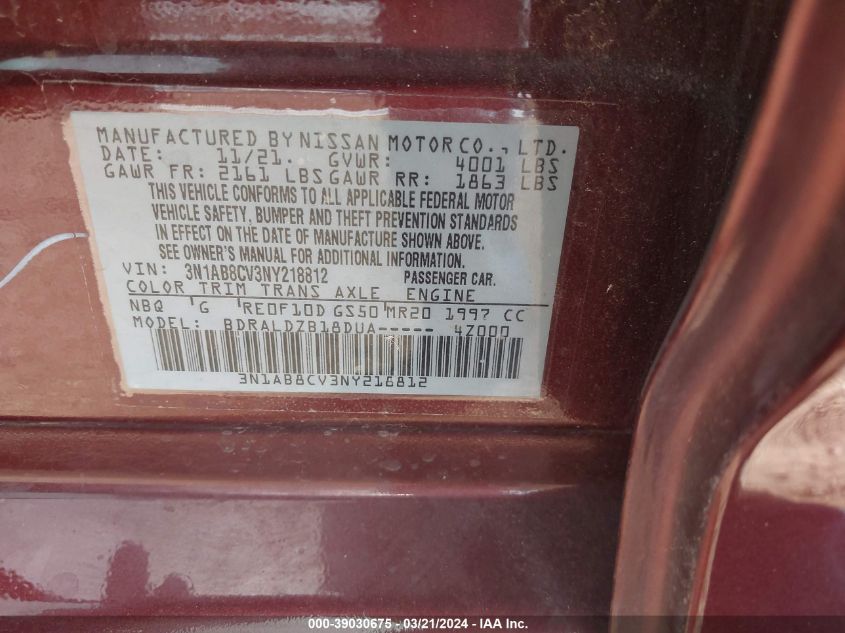 MANUFACTURED BY NISSAN MOTOR CO., LTD.
DATE: 11/21. GVWR: 4001 LBS
GAWR FR: 2161 LBS GAWR RR: 1863 LBS
THIS VEHICLE CONFORMS TO ALL APPLICABLE FEDERAL MOTOR
VEHICLE SAFETY, BUMPER AND THEFT PREVENTION STANDARDS
IN EFFECT ON THE DATE OF MANUFACTURE SHOWN ABOVE.
SEE OWNER'S MANUAL FOR ADDITIONAL INFORMATION.
VIN: 3N1AB8CV3NY218812 PASSENGER CAR.
COLOR TRIM TRANS AXLE ENGINE
NBQ 'G 'RE0F10D GS50'MR20 1997 CC
MODEL: BDRALDZB18DUA----- 4Z000
3N1AB8CV3NY218812
000-39030675 - 03/21/2024 - IAA Inc.